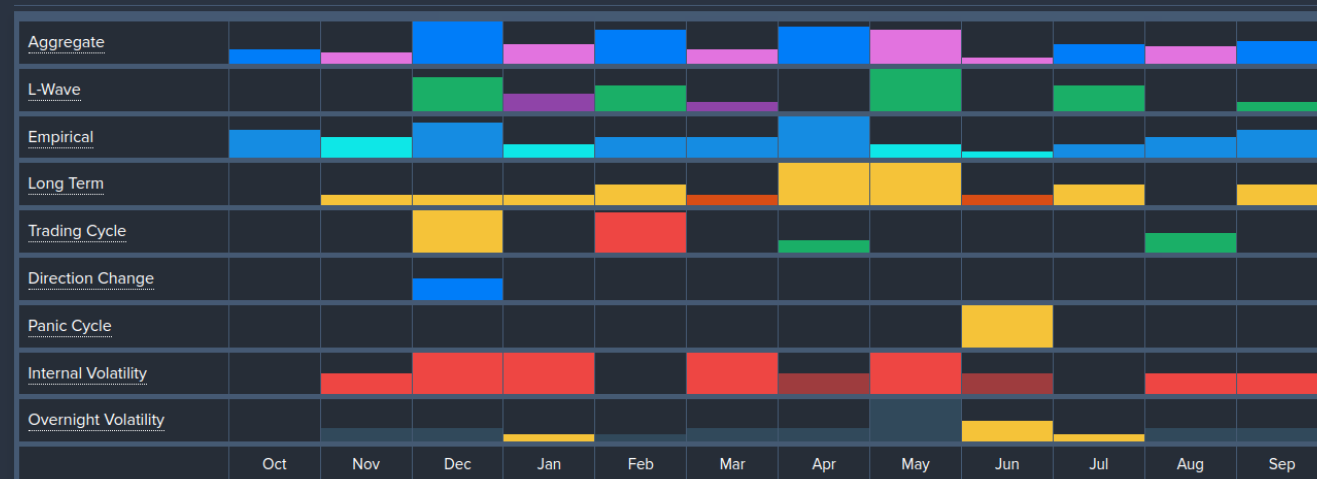 Aggregate
L-Wave
Empirical
Long Term
Trading Cycle
Direction Change
Panic Cycle
Internal Volatility
Overnight Volatility
Oct Nov Dec Jan Feb Mar Apr May Jun Jul Aug Sep